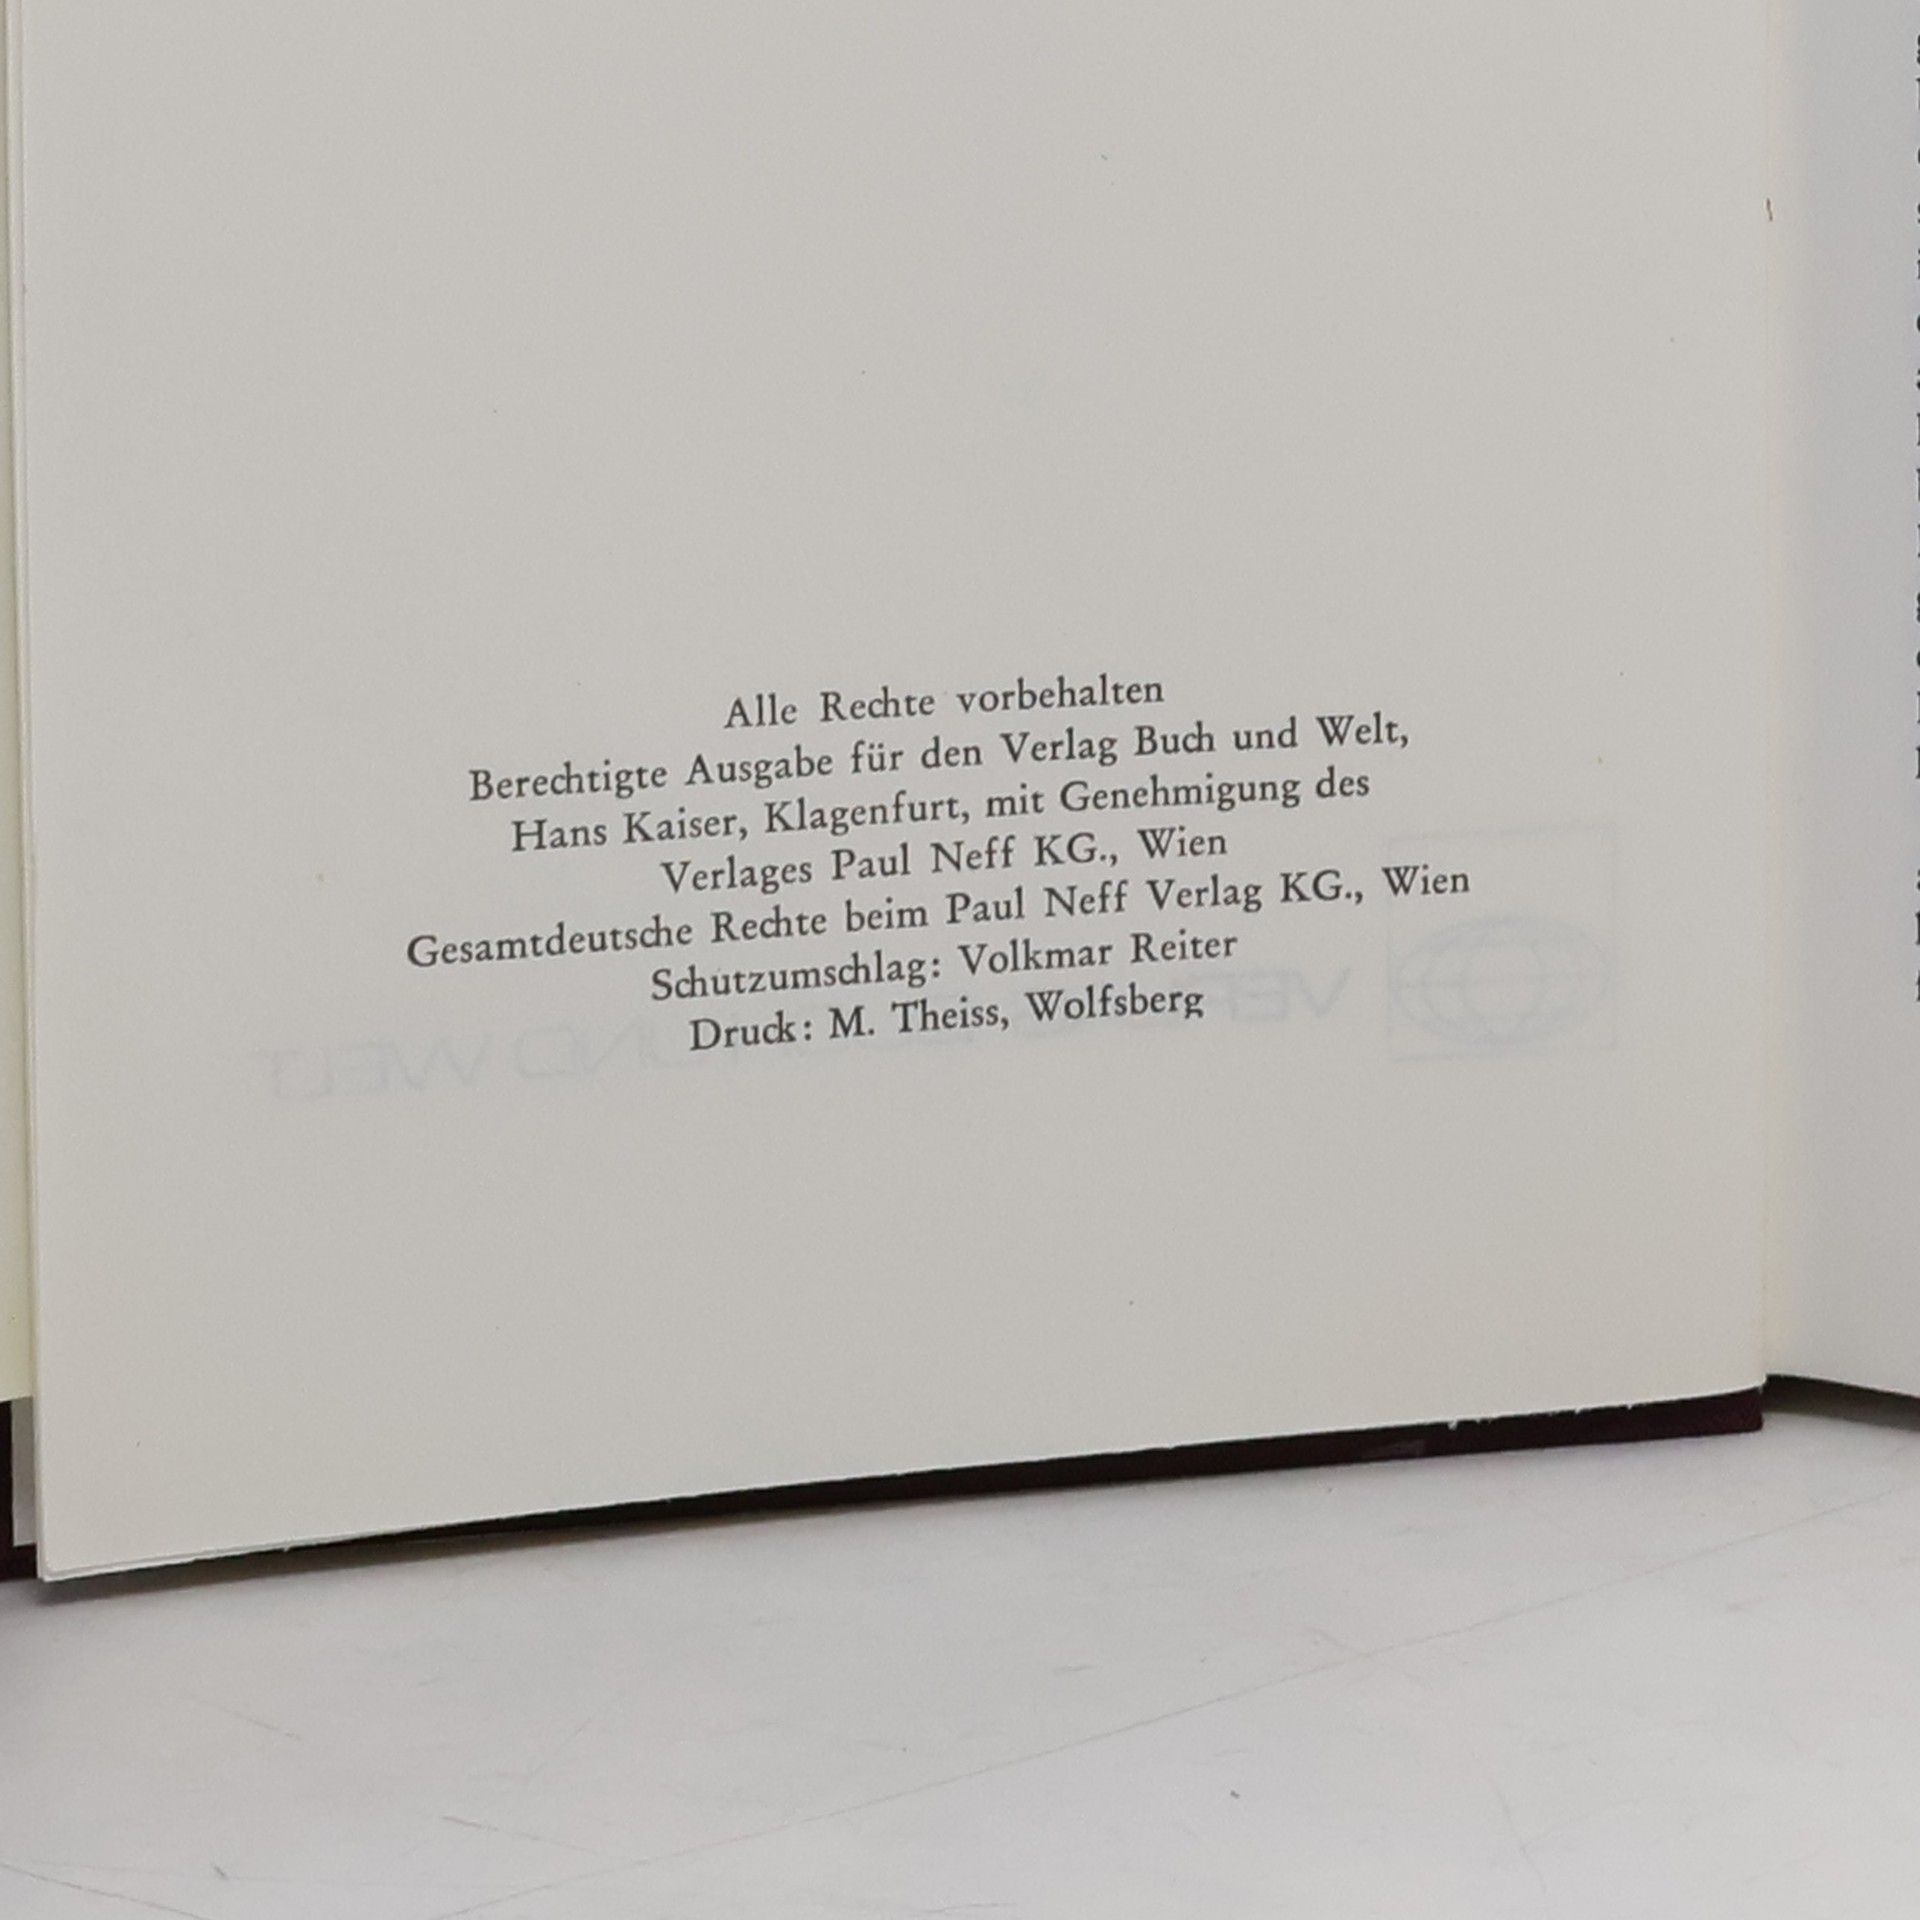 Alle Rechte vorbehalten
Berechtigte Ausgabe für den Verlag Buch und Welt,
Hans Kaiser, Klagenfurt, mit Genehmigung des
Verlages Paul Neff KG., Wien
Gesamtdeutsche Rechte beim Paul Neff Verlag KG., Wien
Schutzumschlag: Volkmar Reiter
Druck: M. Theiss, Wolfsberg